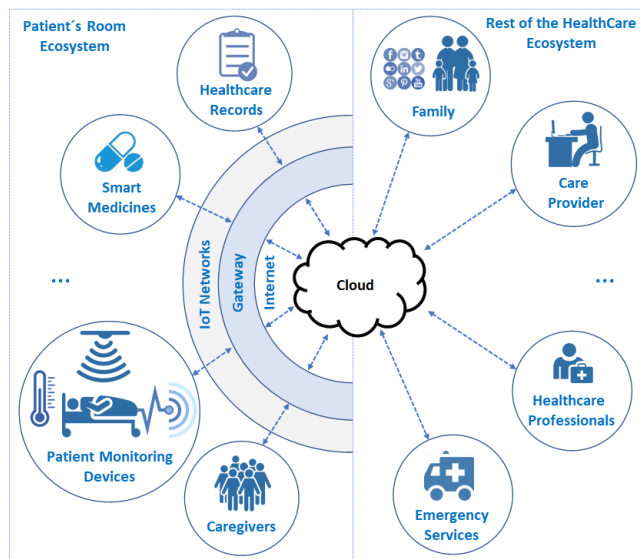 Patient´s Room
Ecosystem
Rest of the HealthCare
Ecosystem
Healthcare
Records
Family
Smart
Medicines
Care
Provider
...
IoT Networks
Gateway
Internet
Cloud
...
Patient Monitoring
Devices
Healthcare
Professionals
Caregivers
Emergency
Services